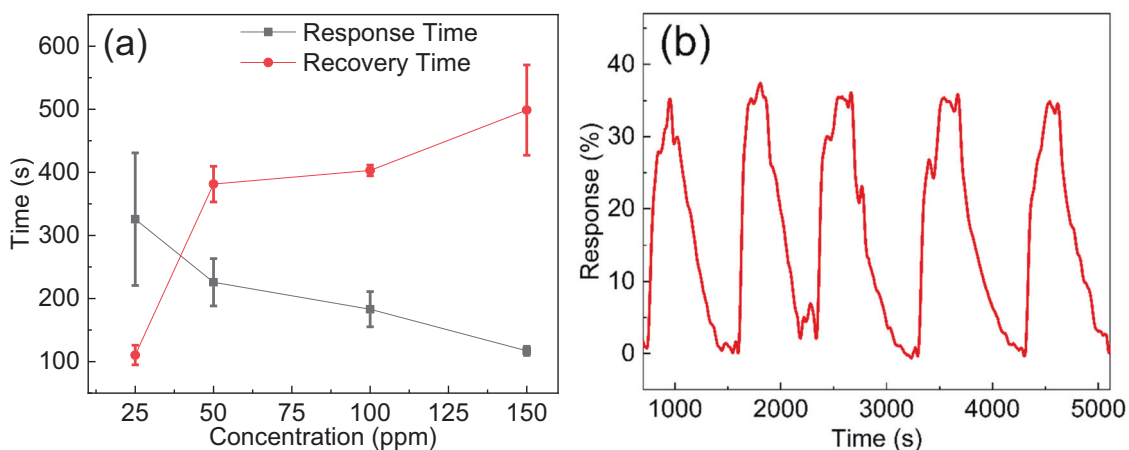 (a)
Response Time
Recovery Time
600
500
400
300
200
100
Time (s)
25 50 75 100 125 150
Concentration (ppm)
(b)
40
30
20
10
0
Response (%)
1000 2000 3000 4000 5000
Time (s)